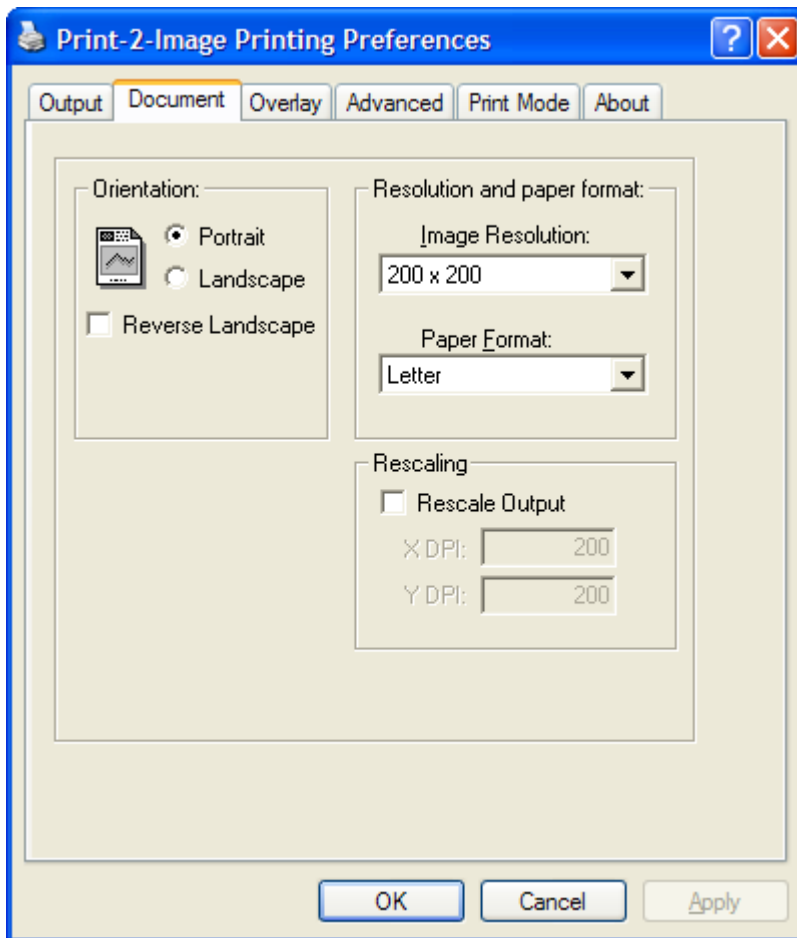 Print-2-Image Printing Preferences
Output Document Overlay Advanced Print Mode About
Orientation:
Portrait
Landscape
Reverse Landscape
Resolution and paper format:
Image Resolution:
200 x 200
Paper Format:
Letter
Rescaling
Rescale Output
X DPI: 200
Y DPI: 200
OK Cancel Apply